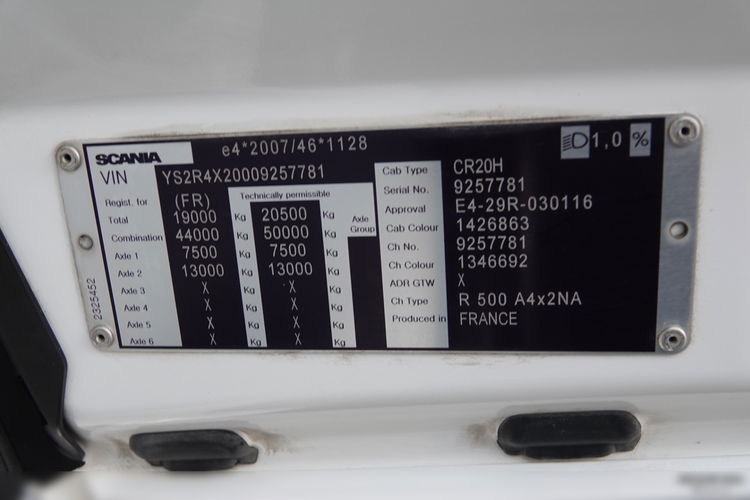 SCANIA e4*2007/46*1128 1,0 %
VIN YS2R4X20009257781
Regist. for (FR) Technically permissible
Total 19000 Kg 20500 Kg Axle Group
Combination 44000 Kg 50000 Kg
Axle 1 7500 Kg 7500 Kg
Axle 2 13000 Kg 13000 Kg
Axle 3 X Kg X Kg
Axle 4 X Kg X Kg
Axle 5 X Kg X Kg
Axle 6 X Kg X Kg
Cab Type CR20H
Serial No. 9257781
Approval E4-29R-030116
Cab Colour 1426863
Ch No. 9257781
Ch Colour 1346692
ADR GTW X
Ch Type R 500 A4x2NA
Produced in FRANCE
2325452